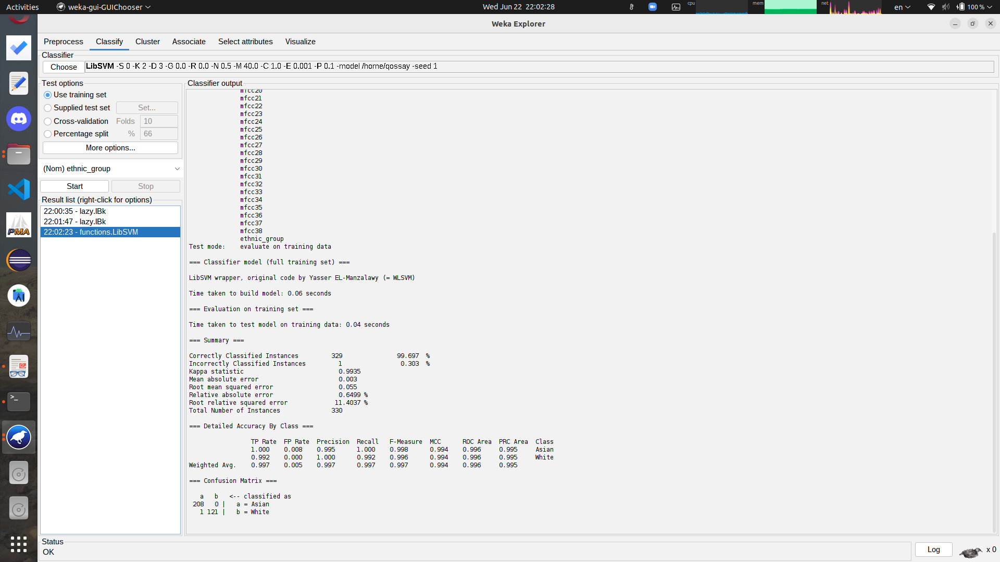 Activities
weka-gui-GUIChooser
Wed Jun 22 22:02:28
cpu
mem
net
en
100 %
Weka Explorer
Preprocess
Classify
Cluster
Associate
Select attributes
Visualize
Classifier
Choose
LibSVM -S 0 -K 2 -D 3 -G 0.0 -R 0.0 -N 0.5 -M 40.0 -C 1.0 -E 0.001 -P 0.1 -model /home/qossay -seed 1
Test options
Use training set
Supplied test set
Set...
Cross-validation Folds 10
Percentage split % 66
More options...
(Nom) ethnic_group
Start
Stop
Result list (right-click for options)
22:00:35 - lazy.IBk
22:01:47 - lazy.IBk
22:02:23 - functions.LibSVM
PMA
Classifier output
mfcc20
mfcc21
mfcc22
mfcc23
mfcc24
mfcc25
mfcc26
mfcc27
mfcc28
mfcc29
mfcc30
mfcc31
mfcc32
mfcc33
mfcc34
mfcc35
mfcc36
mfcc37
mfcc38
ethnic_group
Test mode: evaluate on training data
=== Classifier model (full training set) ===
LibSVM wrapper, original code by Yasser EL-Manzalawy (= WLSVM)
Time taken to build model: 0.06 seconds
=== Evaluation on training set ===
Time taken to test model on training data: 0.04 seconds
=== Summary ===
Correctly Classified Instances 329 99.697 %
Incorrectly Classified Instances 1 0.303 %
Kappa statistic 0.9935
Mean absolute error 0.003
Root mean squared error 0.055
Relative absolute error 0.6499 %
Root relative squared error 11.4037 %
Total Number of Instances 330
=== Detailed Accuracy By Class ===
TP Rate FP Rate Precision Recall F-Measure MCC ROC Area PRC Area Class
1.000 0.008 0.995 1.000 0.998 0.994 0.996 0.995 Asian
0.992 0.000 1.000 0.992 0.996 0.994 0.996 0.995 White
Weighted Avg. 0.997 0.005 0.997 0.997 0.997 0.994 0.996 0.995
=== Confusion Matrix ===
a b <-- classified as
208 0 | a = Asian
1 121 | b = White
Status
OK
Log
x 0